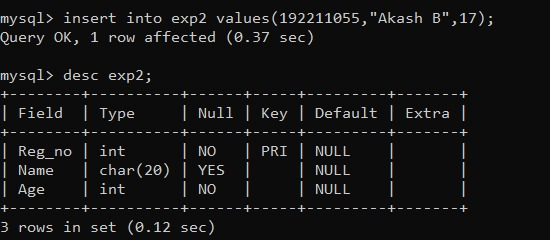 mysql> insert into exp2 values(192211055,"Akash B",17);
Query OK, 1 row affected (0.37 sec)
mysql> desc exp2;
+--------+----------+------+-----+---------+-------+
| Field  | Type     | Null | Key | Default | Extra |
+--------+----------+------+-----+---------+-------+
| Reg_no | int      | NO   | PRI | NULL    |       |
| Name   | char(20) | YES  |     | NULL    |       |
| Age    | int      | NO   |     | NULL    |       |
+--------+----------+------+-----+---------+-------+
3 rows in set (0.12 sec)